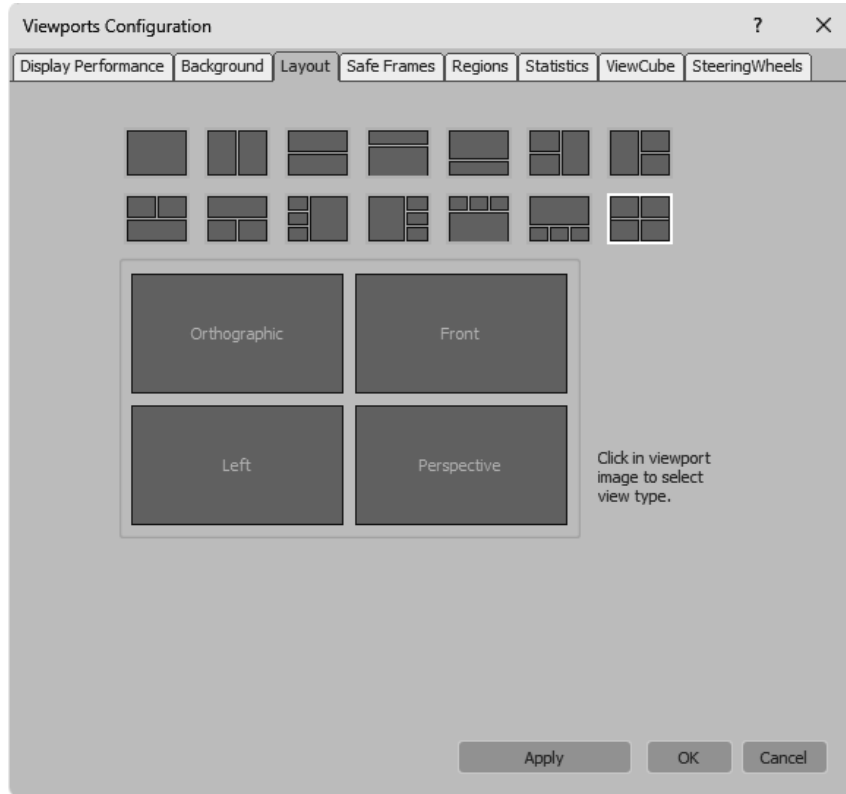 Viewports Configuration ?
Display Performance Background Layout Safe Frames Regions Statistics ViewCube SteeringWheels
Orthographic Front
Left Perspective
Click in viewport
image to select
view type.
Apply OK Cancel